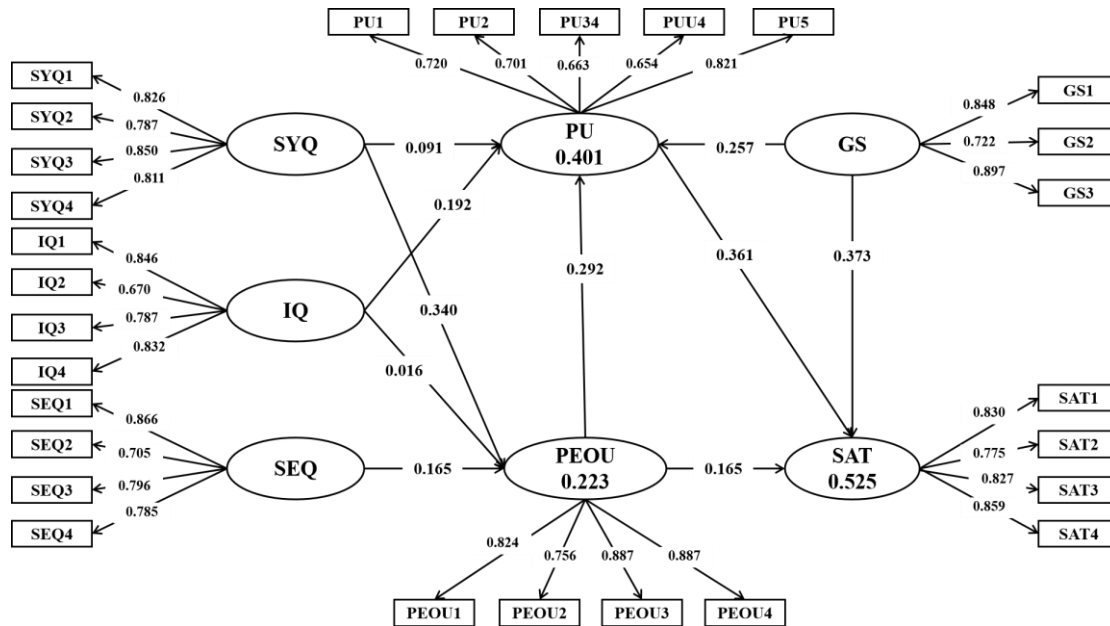 PU1 PU2 PU34 PUU4 PU5
0.720 0.701 0.663 0.654 0.821
SYQ1
SYQ2
SYQ3
SYQ4
0.826
0.787
0.850
0.811
SYQ
0.091
PU
0.401
0.257
GS
0.848
0.722
0.897
GS1
GS2
GS3
IQ1
IQ2
IQ3
IQ4
0.846
0.670
0.787
0.832
IQ
0.192
0.340
0.016
0.292
0.361
0.373
SEQ1
SEQ2
SEQ3
SEQ4
0.866
0.705
0.796
0.785
SEQ
0.165
PEOU
0.223
0.165
SAT
0.525
0.830
0.775
0.827
0.859
SAT1
SAT2
SAT3
SAT4
0.824 0.756 0.887 0.887
PEOU1 PEOU2 PEOU3 PEOU4